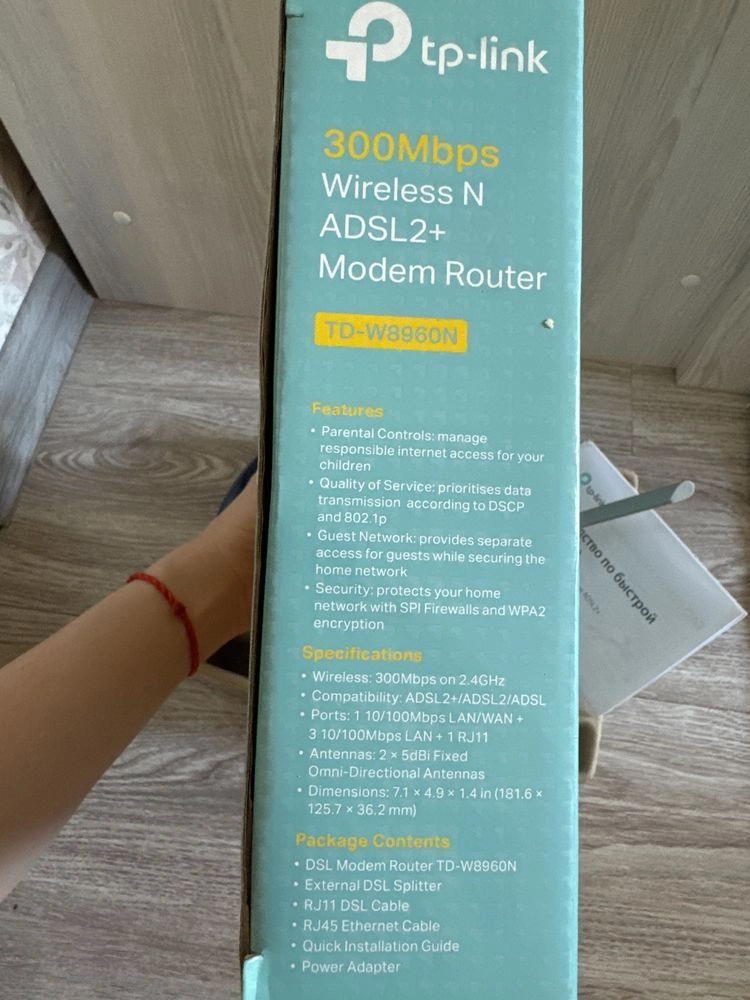 tp-link
300Mbps
Wireless N
ADSL2+
Modem Router
TD-W8960N
Features
• Parental Controls: manage
responsible internet access for your
children
• Quality of Service: prioritises data
transmission according to DSCP
and 802.1p
• Guest Network: provides separate
access for guests while securing the
home network
• Security: protects your home
network with SPI Firewalls and WPA2
encryption
Specifications
• Wireless: 300Mbps on 2.4GHz
• Compatibility: ADSL2+/ADSL2/ADSL
• Ports: 1 10/100Mbps LAN/WAN +
3 10/100Mbps LAN + 1 RJ11
• Antennas: 2 × 5dBi Fixed
Omni-Directional Antennas
• Dimensions: 7.1 × 4.9 × 1.4 in (181.6 ×
125.7 × 36.2 mm)
Package Contents
• DSL Modem Router TD-W8960N
• External DSL Splitter
• RJ11 DSL Cable
• RJ45 Ethernet Cable
• Quick Installation Guide
• Power Adapter
tp-link
по быстрой